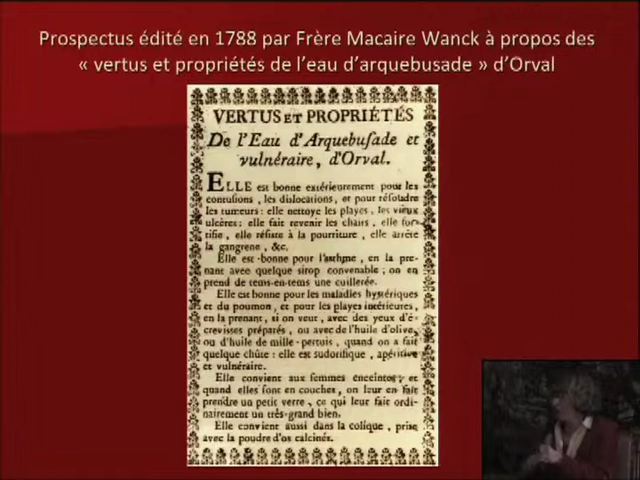 Prospectus édité en 1788 par Frère Macaire Wanck à propos des
« vertus et propriétés de l’eau d’arquebusade » d’Orval
VERTUS ET PROPRIÉTÉS
De l'Eau d'Arquebuſade et
vulnéraire, d'Orval.
ELLE est bonne extérieurement pour les
contuſions, les dislocations, et pour réſoudre
les tumeurs: elle nettoye les playes, les vieux
ulcères: elle fait revenir les chairs, elle for-
tifie, elle réſiste à la pourriture, elle arrête
la gangrene, &c.
Elle est bonne pour l'asthme, en la pre-
nant avec quelque sirop convenable; on en
prend de tems-en-tems une cuillerée.
Elle est bonne pour les maladies hystériques
et du poumon, et pour les playes intérieures,
en la prenant, si on veut, avec des yeux d'é-
crevisses préparés, ou avec de l'huile d'olive,
ou d'huile de mille-pertuis, quand on a fait
quelque chûte: elle est sudorifique, apéritive
et vulnéraire.
Elle convient aux femmes enceintes, et
quand elles ſont en couches, on leur en fait
prendre un petit verre, ce qui leur fait ordi-
nairement un très-grand bien.
Elle convient aussi dans la colique, prise
avec la poudre d'os calcinés.